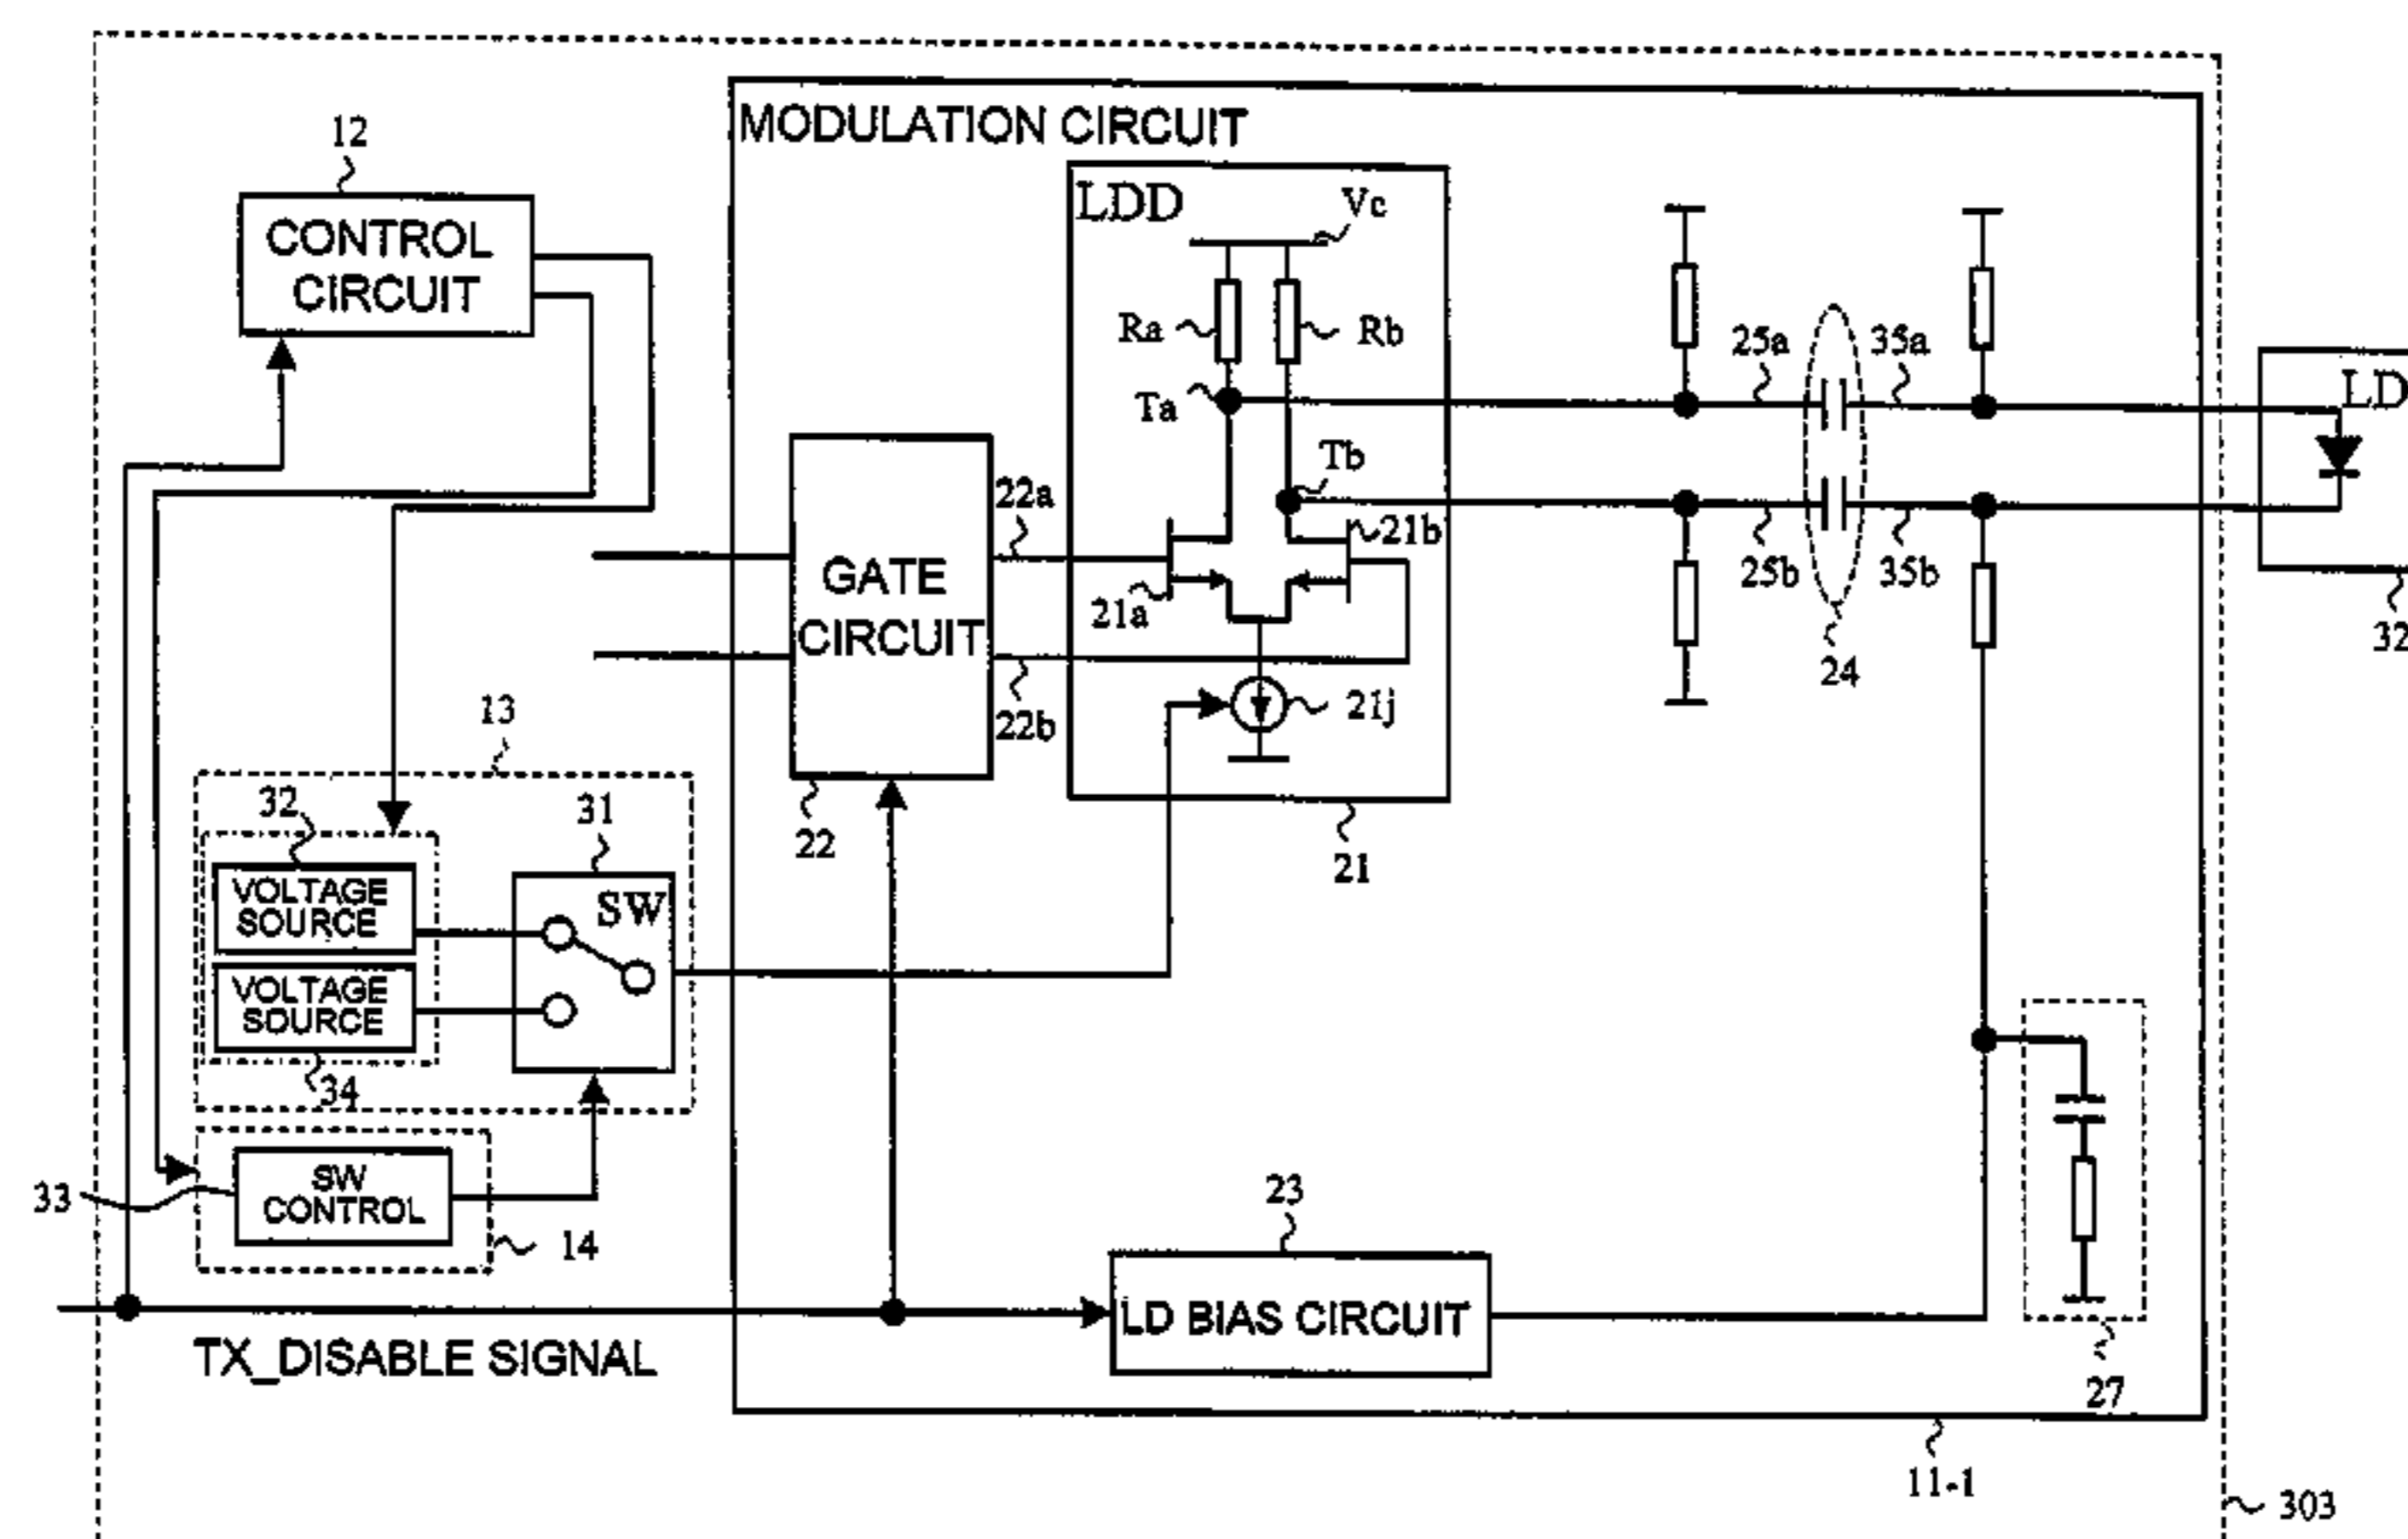 MODULATION CIRCUIT
12
CONTROL
CIRCUIT
LDD
Vc
Ra
Rb
Ta
Tb
25a
35a
LD
22a
21b
GATE
CIRCUIT
21a
25b
35b
24
32
22b
21j
13
22
21
32
31
VOLTAGE
SOURCE
SW
VOLTAGE
SOURCE
34
33
SW
CONTROL
14
23
LD BIAS CIRCUIT
TX_DISABLE SIGNAL
27
11-1
303